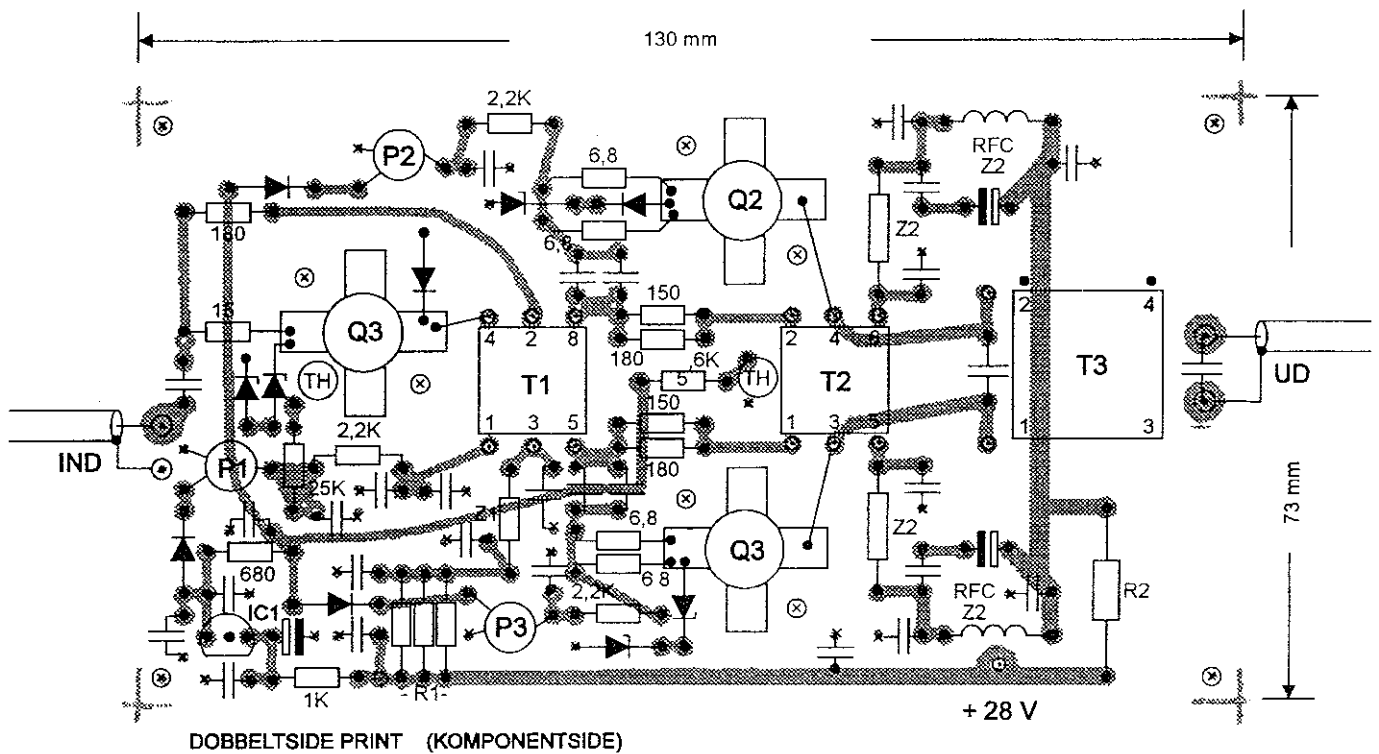 130 mm
2,2K
P2
6,8
Q2
RFC
Z2
180
6,8
Z2
15
Q3
150
2
4
4
2
8
2
4
6
180
TH
T1
5,6K
TH
T2
T3
UD
1
3
5
150
1
3
5
1
3
IND
P1
2,2K
180
25K
Z1
6,8
Z2
73 mm
680
6 8
Q3
RFC
Z2
R2
IC1
2,2K
P3
1K
- R1-
+ 28 V
DOBBELTSIDE PRINT (KOMPONENTSIDE)